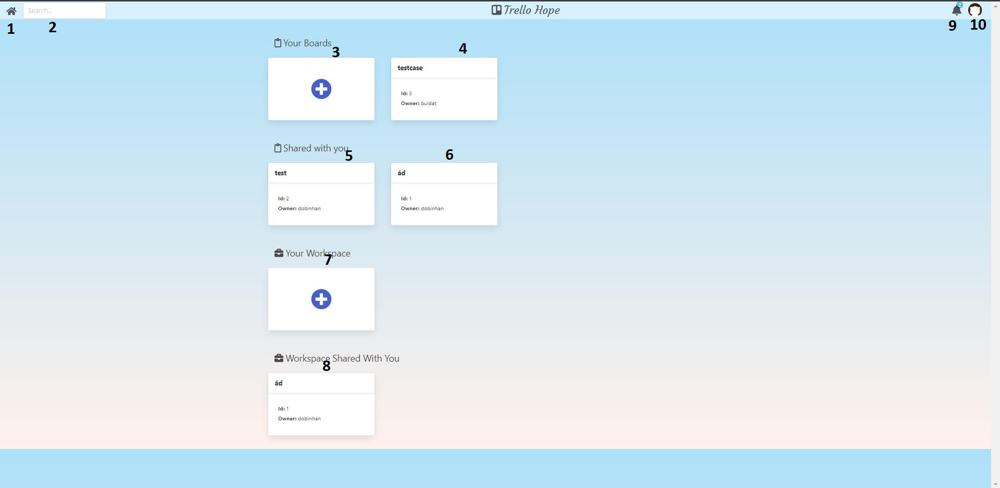 Search...
Trello Hope
2
1
2
9
10
Your Boards
3
4
testcase
Id: 3
Owner: buidat
Shared with you
5
6
test
ád
Id: 2
Owner: dobinhan
Id: 1
Owner: dobinhan
Your Workspace
7
Workspace Shared With You
8
ád
Id: 1
Owner: dobinhan